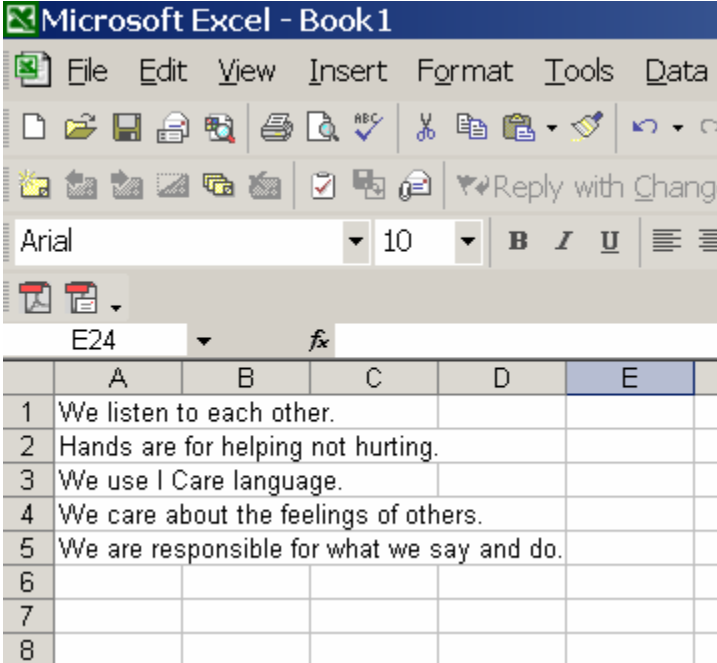 Microsoft Excel - Book1
File Edit View Insert Format Tools Data
ABC
Reply with Chang
Arial 10 B I U
E24 fx
A B C D E
1 We listen to each other.
2 Hands are for helping not hurting.
3 We use I Care language.
4 We care about the feelings of others.
5 We are responsible for what we say and do.
6
7
8